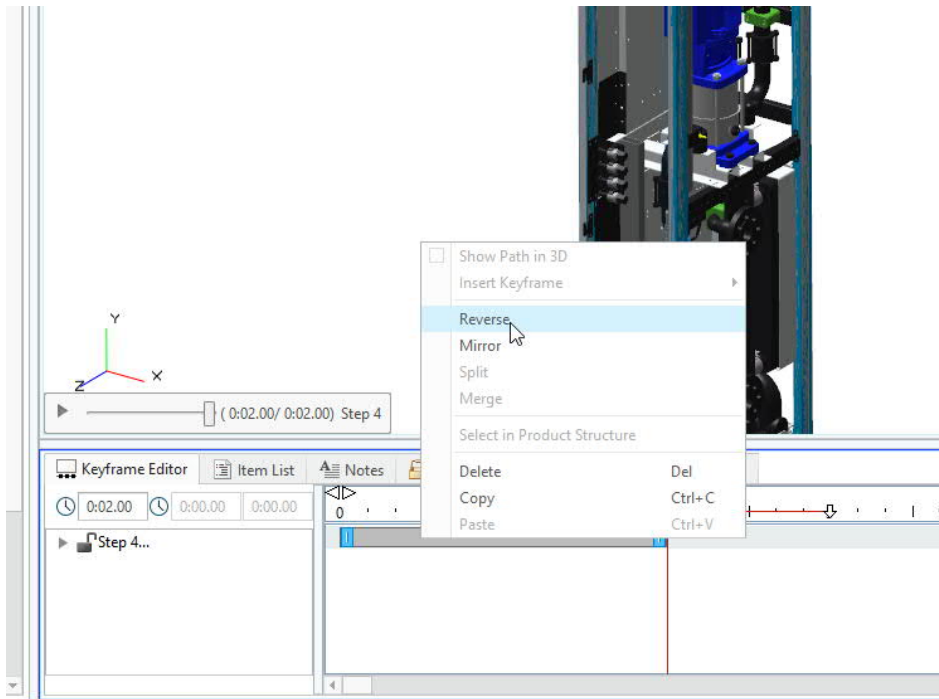 Show Path in 3D
Insert Keyframe
Reverse
Mirror
Split
Merge
Select in Product Structure
Delete Del
Copy Ctrl+C
Paste Ctrl+V
Y
X
Z
( 0:02.00/ 0:02.00) Step 4
Keyframe Editor Item List Notes
0:02.00 0:00.00 0:00.00
0
Step 4...